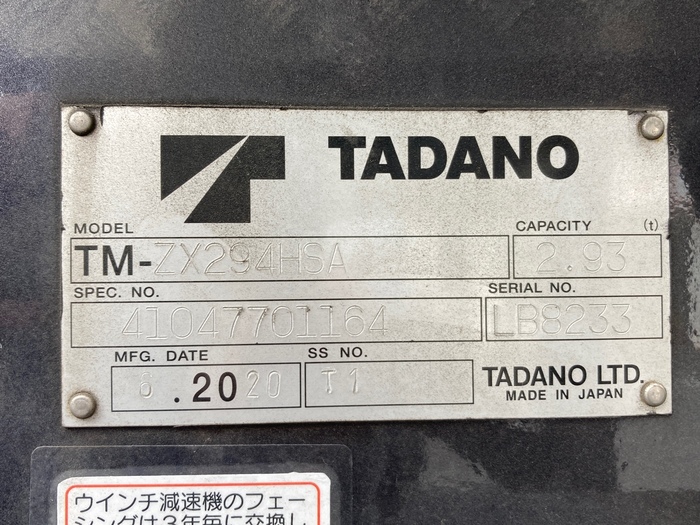 TADANO
MODEL
CAPACITY (t)
TM-ZX294HSA
2.93
SPEC. NO.
SERIAL NO.
41047701164
LB8233
MFG. DATE
SS NO.
6 .2020
T1
TADANO LTD.
MADE IN JAPAN
ウインチ減速機のフェー
シングは3年毎に交換し